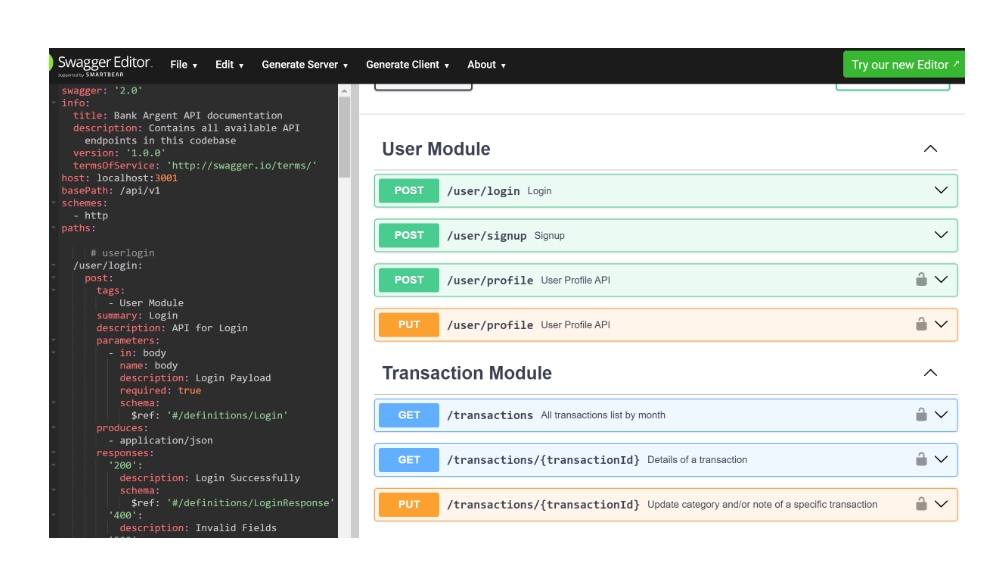 Swagger Editor.
Supported by SMARTBEAR
File
Edit
Generate Server
Generate Client
About
Try our new Editor
swagger: '2.0'
info:
title: Bank Argent API documentation
description: Contains all available API
endpoints in this codebase
version: '1.0.0'
termsOfService: 'http://swagger.io/terms/'
host: localhost:3001
basePath: /api/v1
schemes:
- http
paths:
# userlogin
/user/login:
post:
tags:
- User Module
summary: Login
description: API for Login
parameters:
- in: body
name: body
description: Login Payload
required: true
schema:
$ref: '#/definitions/Login'
produces:
- application/json
responses:
'200':
description: Login Successfully
schema:
$ref: '#/definitions/LoginResponse'
'400':
description: Invalid Fields
User Module
POST /user/login Login
POST /user/signup Signup
POST /user/profile User Profile API
PUT /user/profile User Profile API
Transaction Module
GET /transactions All transactions list by month
GET /transactions/{transactionId} Details of a transaction
PUT /transactions/{transactionId} Update category and/or note of a specific transaction